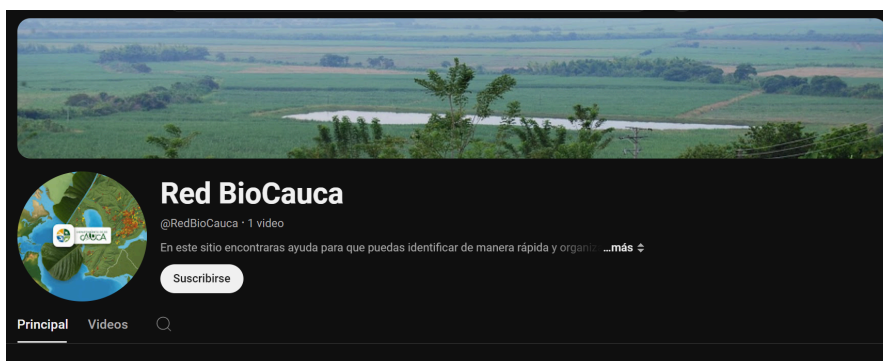 CAUCA
Red BioCauca
@RedBioCauca · 1 video
En este sitio encontraras ayuda para que puedas identificar de manera rápida y organiz ...más
Suscribirse
Principal Videos